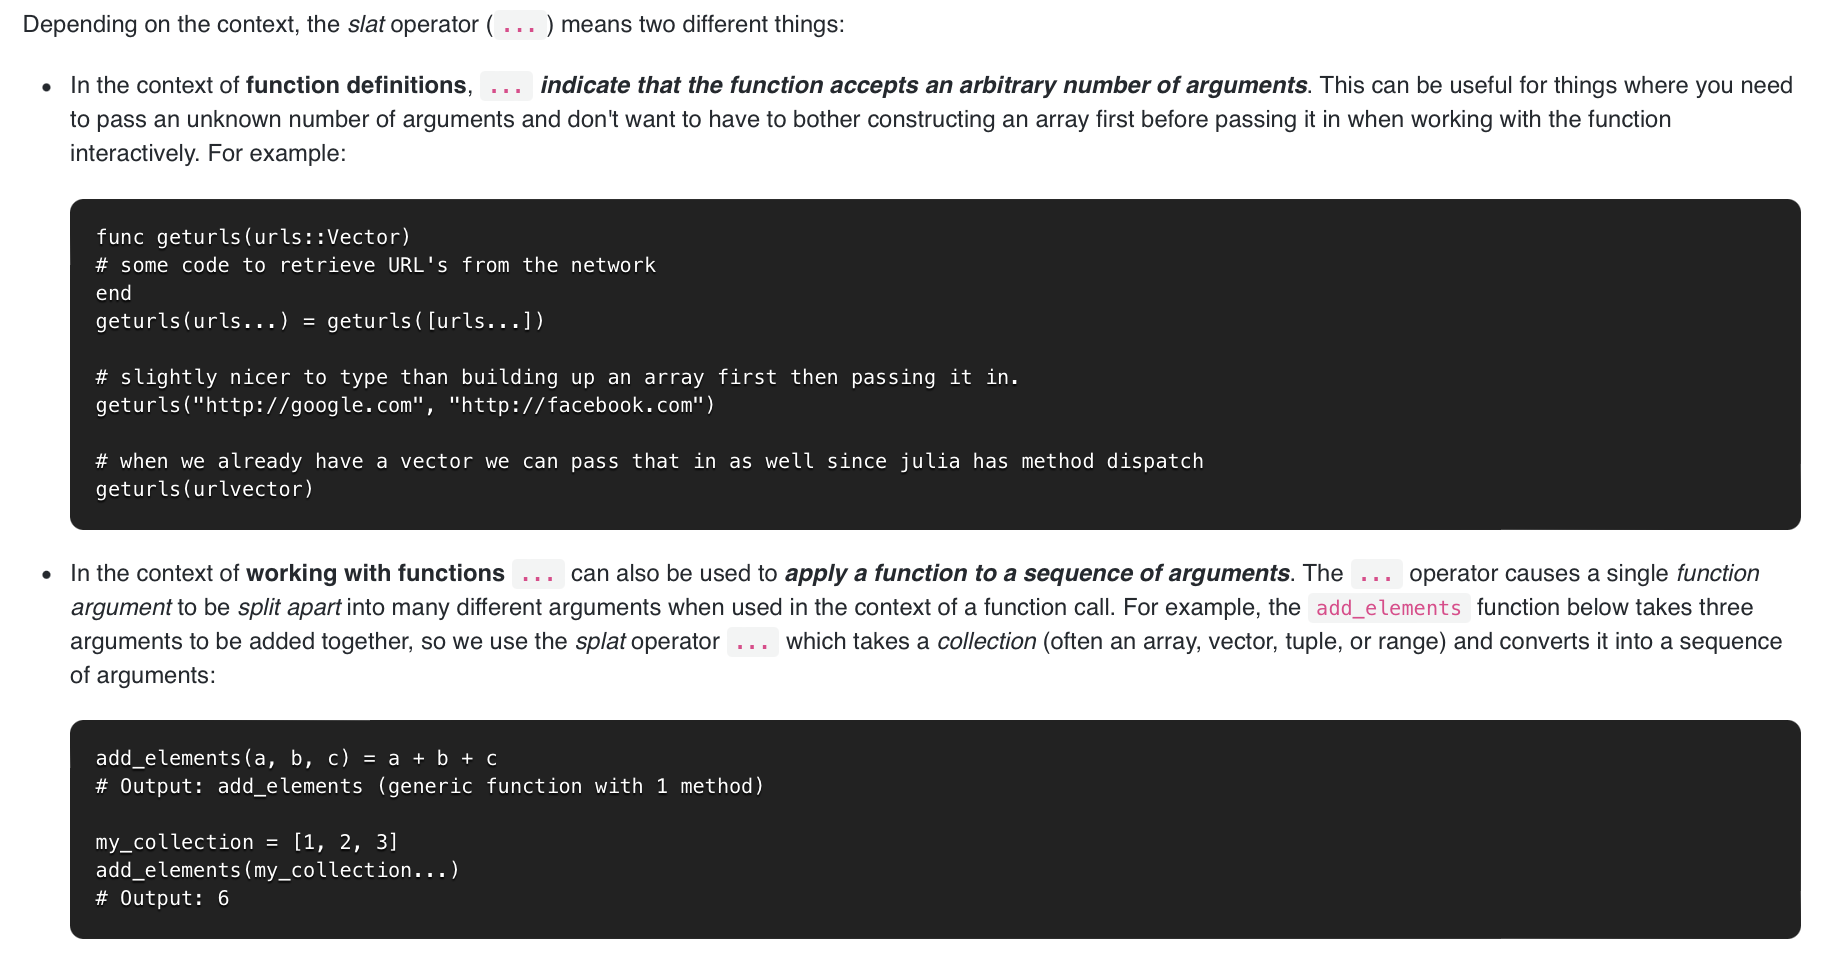 Depending on the context, the slat operator ( ... ) means two different things:
• In the context of function definitions, ... indicate that the function accepts an arbitrary number of arguments. This can be useful for things where you need
to pass an unknown number of arguments and don't want to have to bother constructing an array first before passing it in when working with the function
interactively. For example:
func geturls(urls::Vector)
# some code to retrieve URL's from the network
end
geturls(urls...) = geturls([urls...])
# slightly nicer to type than building up an array first then passing it in.
geturls("http://google.com", "http://facebook.com")
# when we already have a vector we can pass that in as well since julia has method dispatch
geturls(urlvector)
• In the context of working with functions ... can also be used to apply a function to a sequence of arguments. The ... operator causes a single function
argument to be split apart into many different arguments when used in the context of a function call. For example, the add_elements function below takes three
arguments to be added together, so we use the splat operator ... which takes a collection (often an array, vector, tuple, or range) and converts it into a sequence
of arguments:
add_elements(a, b, c) = a + b + c
# Output: add_elements (generic function with 1 method)
my_collection = [1, 2, 3]
add_elements(my_collection...)
# Output: 6